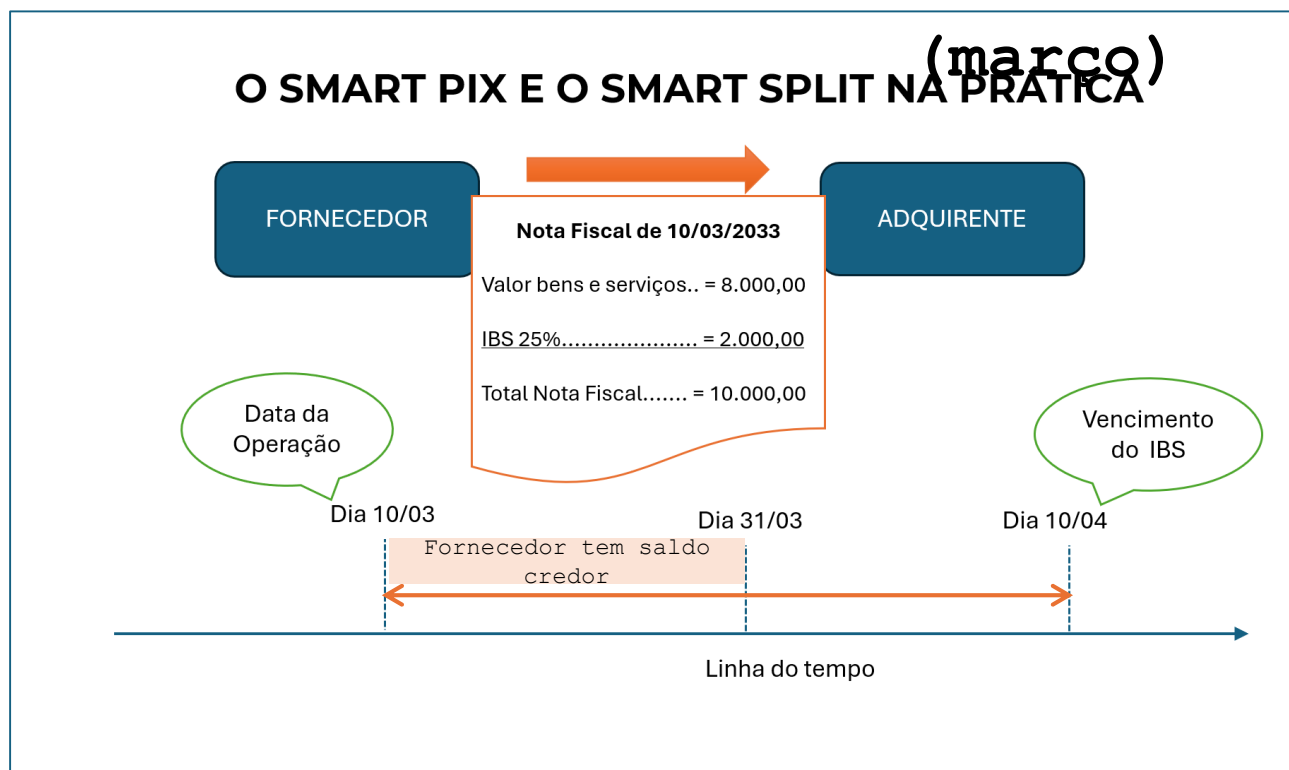 (março)
O SMART PIX E O SMART SPLIT NA PRÁTICA
FORNECEDOR
Nota Fiscal de 10/03/2033
Valor bens e serviços.. = 8.000,00
IBS 25%..................... = 2.000,00
Total Nota Fiscal....... = 10.000,00
ADQUIRENTE
Data da
Operação
Vencimento
do IBS
Dia 10/03
Dia 31/03
Dia 10/04
Fornecedor tem saldo
credor
Linha do tempo